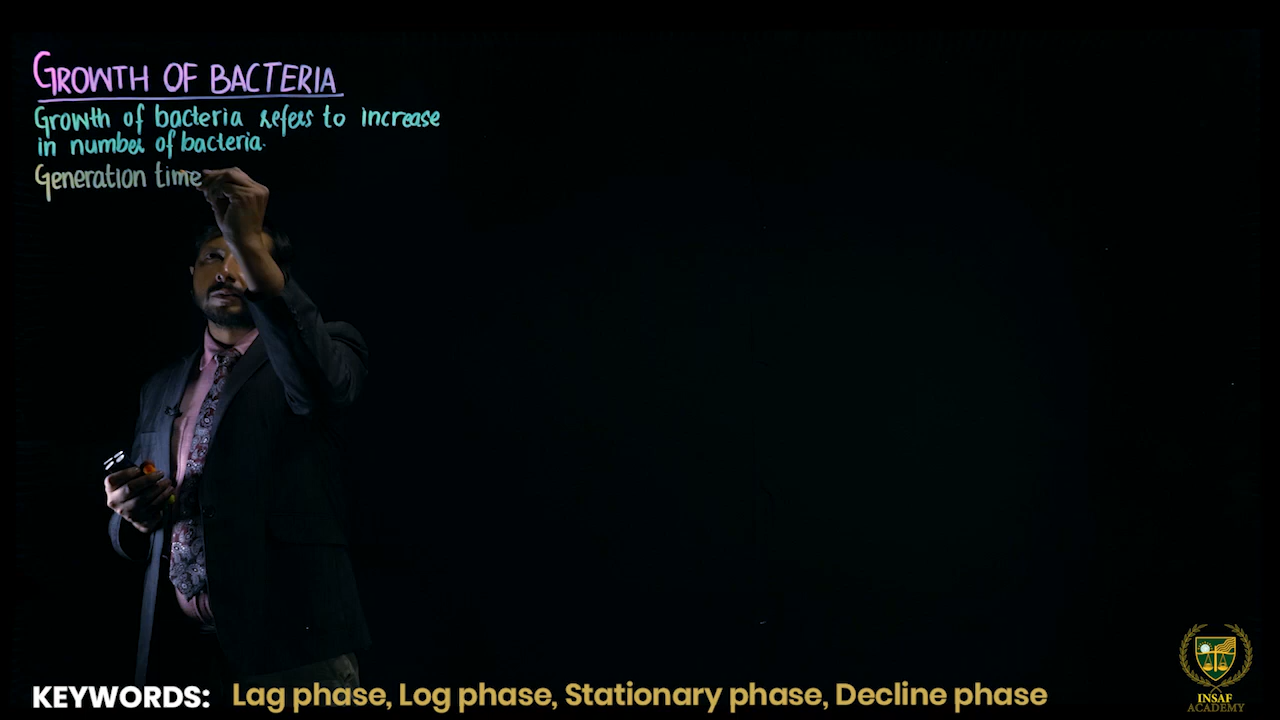 GROWTH OF BACTERIA
Growth of bacteria refers to increase
in number of bacteria.
Generation time
KEYWORDS: Lag phase, Log phase, Stationary phase, Decline phase
INSAF
ACADEMY